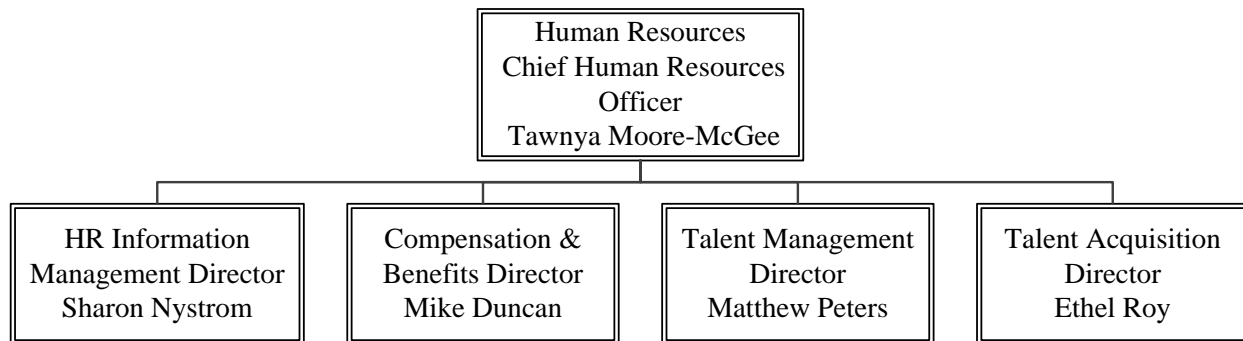 Human Resources
Chief Human Resources
Officer
Tawnya Moore-McGee
HR Information
Management Director
Sharon Nystrom
Compensation &
Benefits Director
Mike Duncan
Talent Management
Director
Matthew Peters
Talent Acquisition
Director
Ethel Roy